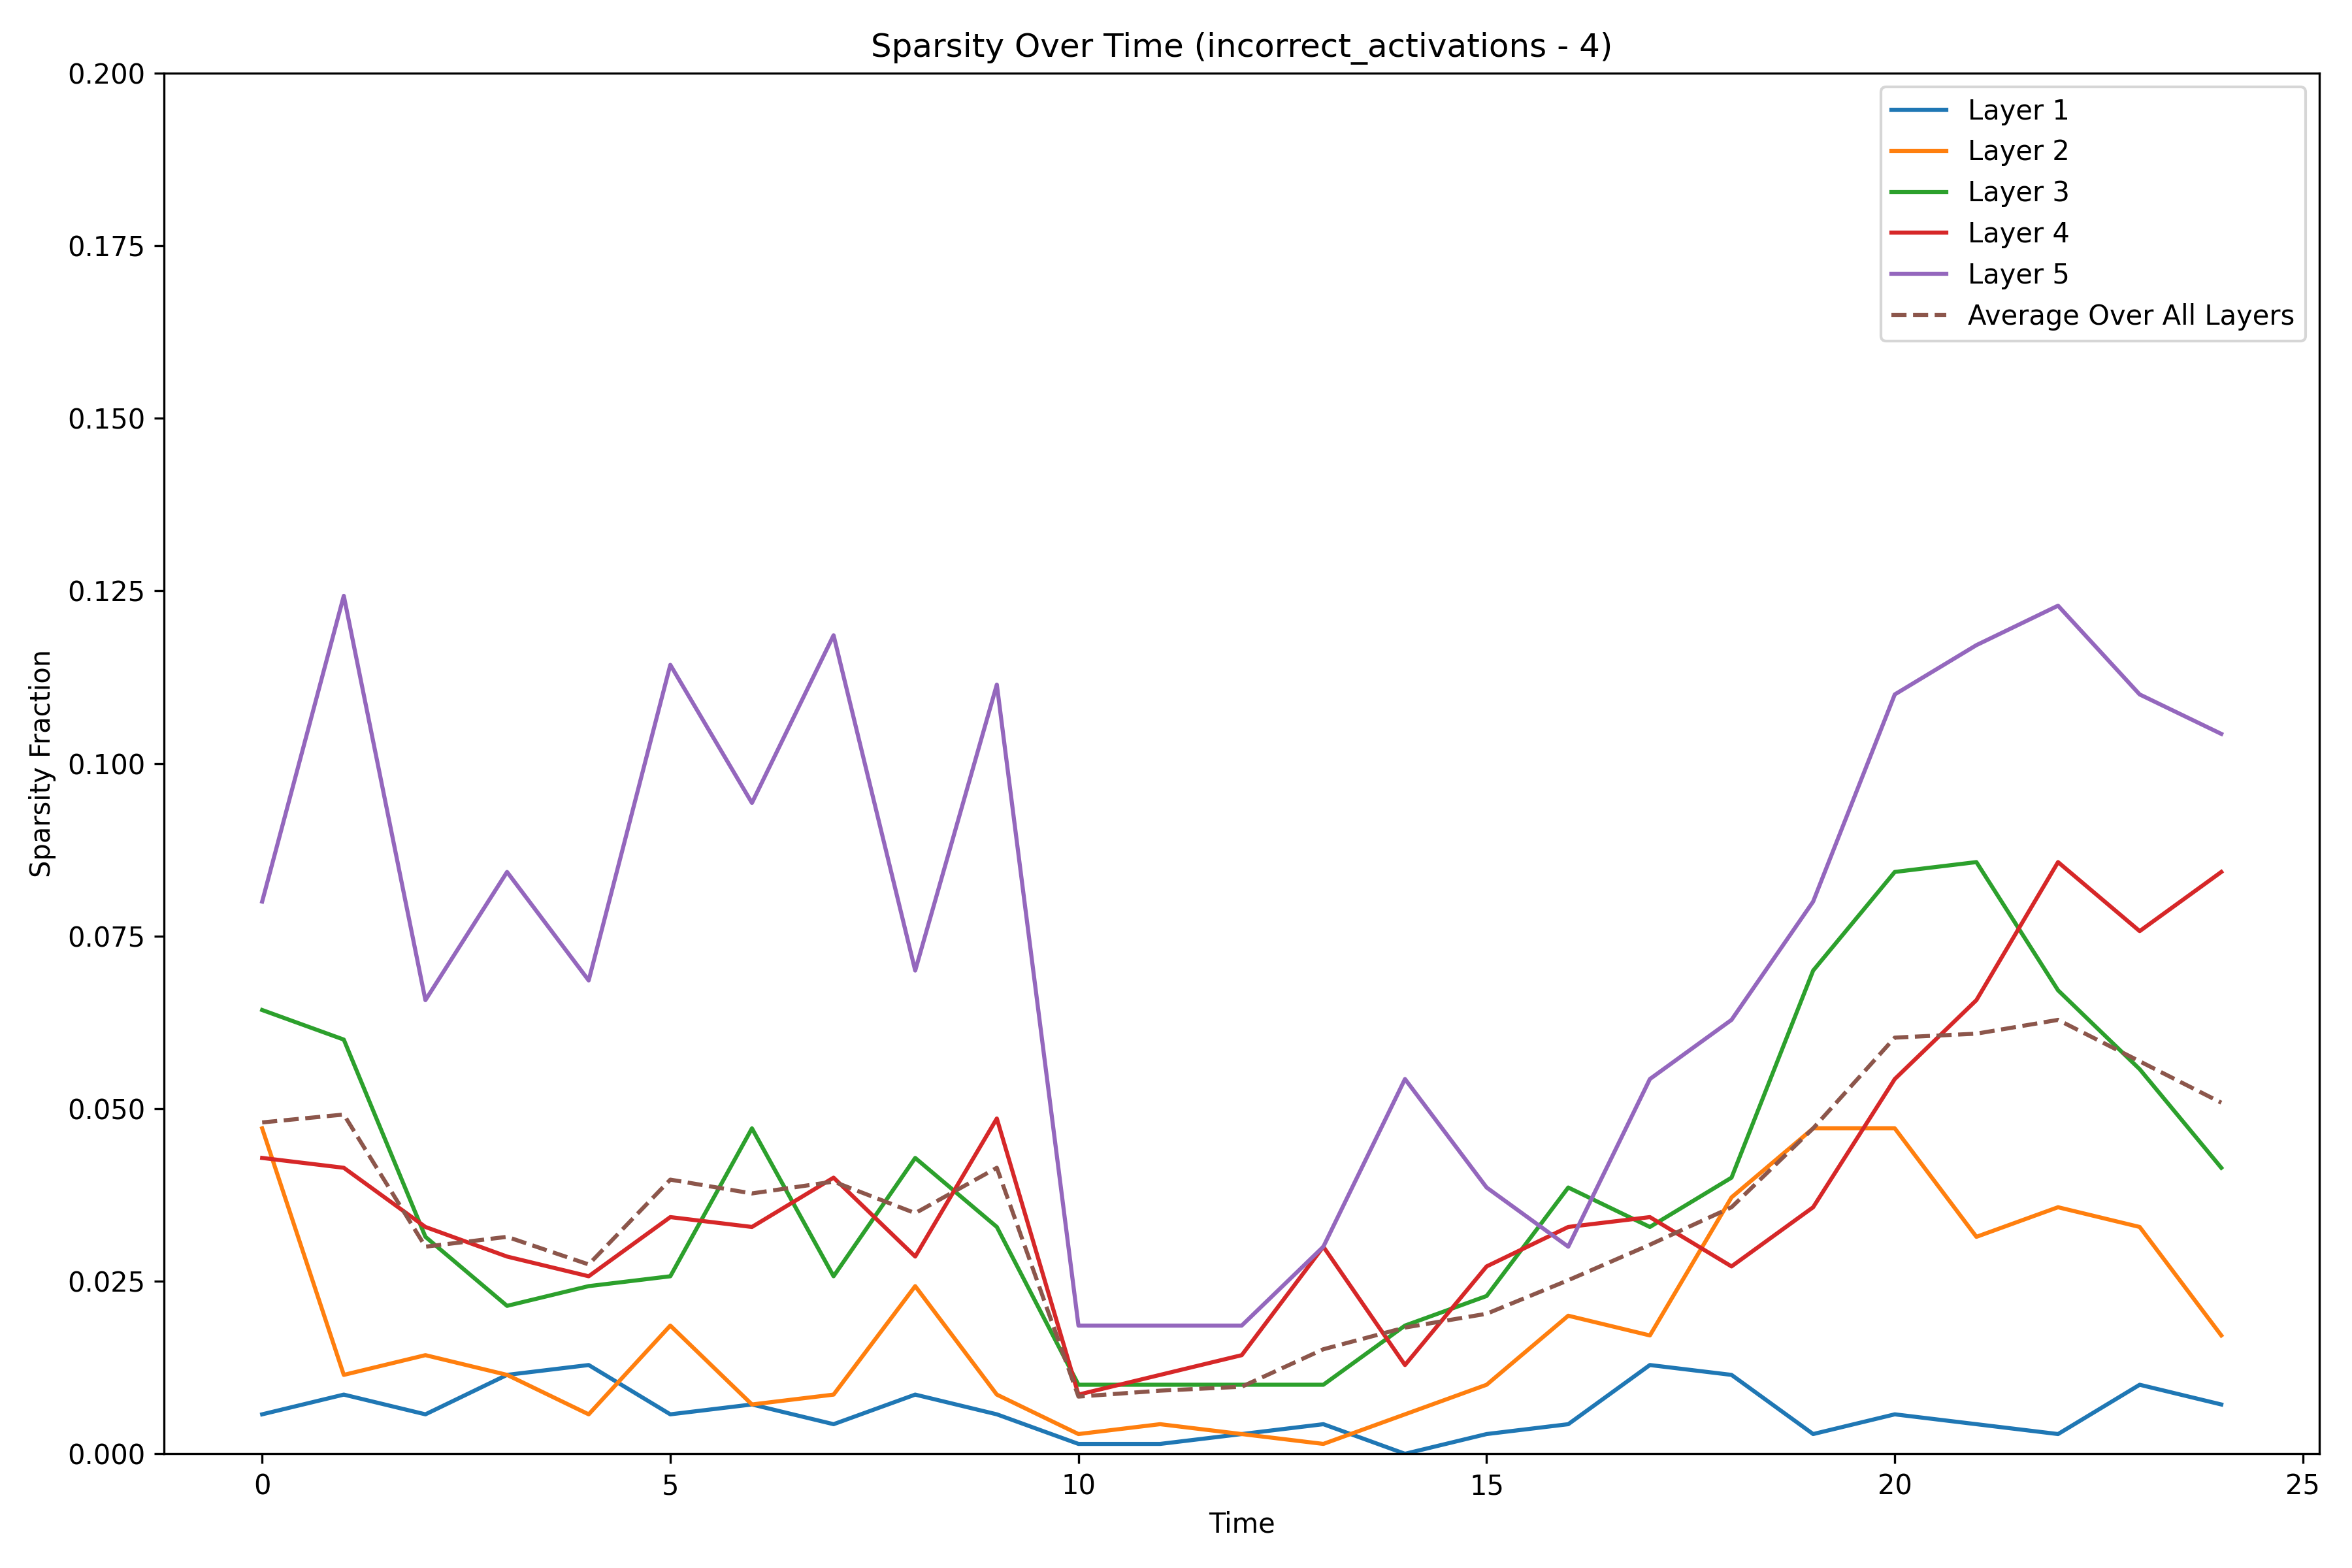 Sparsity Over Time (incorrect_activations - 4)
0.200
0.175
0.150
0.125
0.100
0.075
0.050
0.025
0.000
Sparsity Fraction
Layer 1
Layer 2
Layer 3
Layer 4
Layer 5
Average Over All Layers
0 5 10 15 20 25
Time